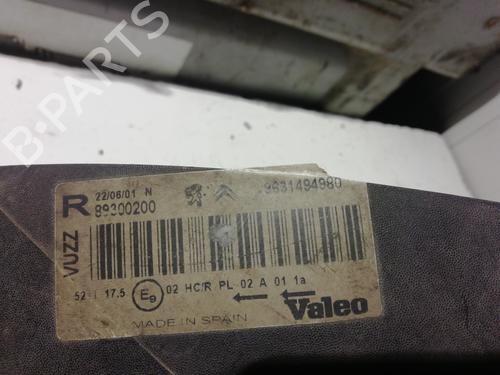 B-PARTS
22/06/01 N
R
89300200
9631494980
VUZZ
17.5 E9 02 HC/R PL 02 A 01 1a
Valeo
MADE IN SPAIN